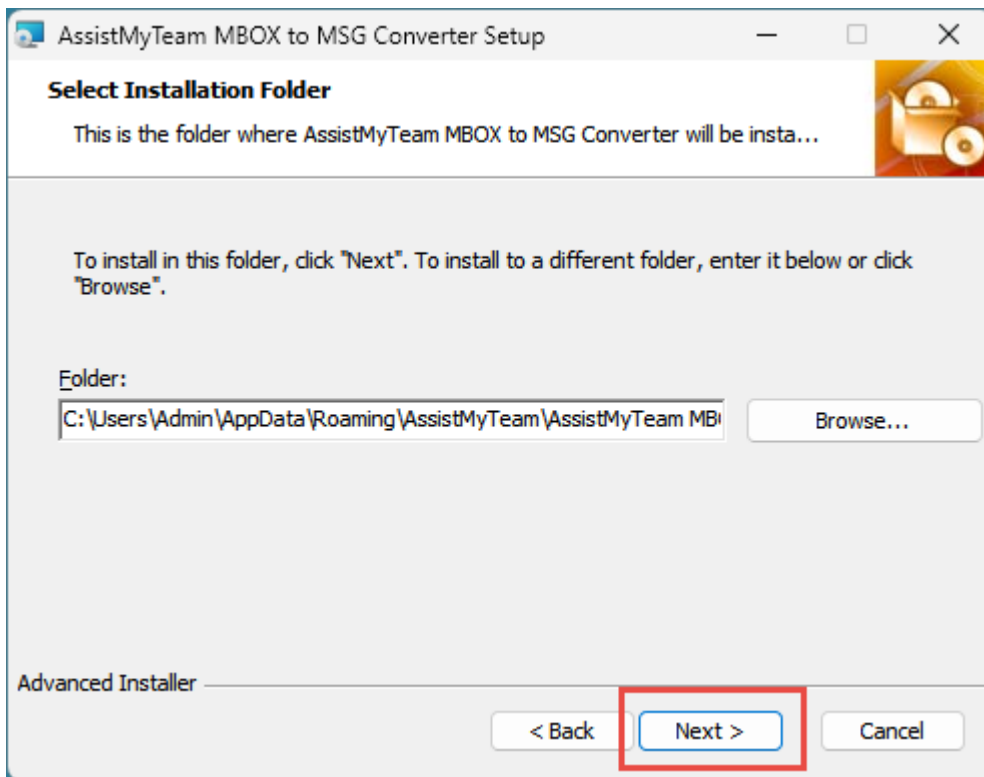 AssistMyTeam MBOX to MSG Converter Setup
Select Installation Folder
This is the folder where AssistMyTeam MBOX to MSG Converter will be insta...
To install in this folder, click "Next". To install to a different folder, enter it below or click
"Browse".
Folder:
C:\Users\Admin\AppData\Roaming\AssistMyTeam\AssistMyTeam MB
Browse...
Advanced Installer
< Back
Next >
Cancel